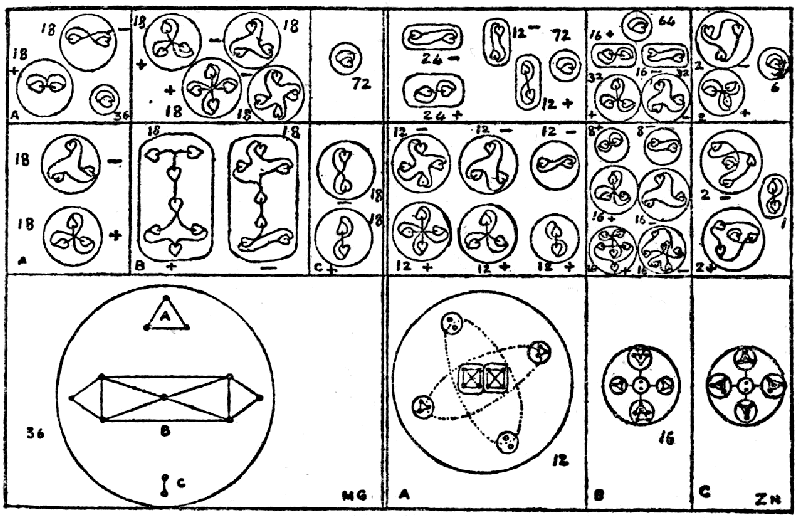 18 −
18 +
36
A
18 − 18
+
+ −
18 18
72
24 −
24 +
12 − 72
12 +
16 + 64
32 16 − 32
+ −
2 −
6
2 +
18 −
18 +
A
18 18
B + −
18
−
18
C +
12 − 12 − 12 −
12 + 12 + 12 +
8 + 8 −
16 + 16 −
16 + 16 −
2 −
1
2 +
A
B
C
36
MG
A
12
B
16
C
ZN